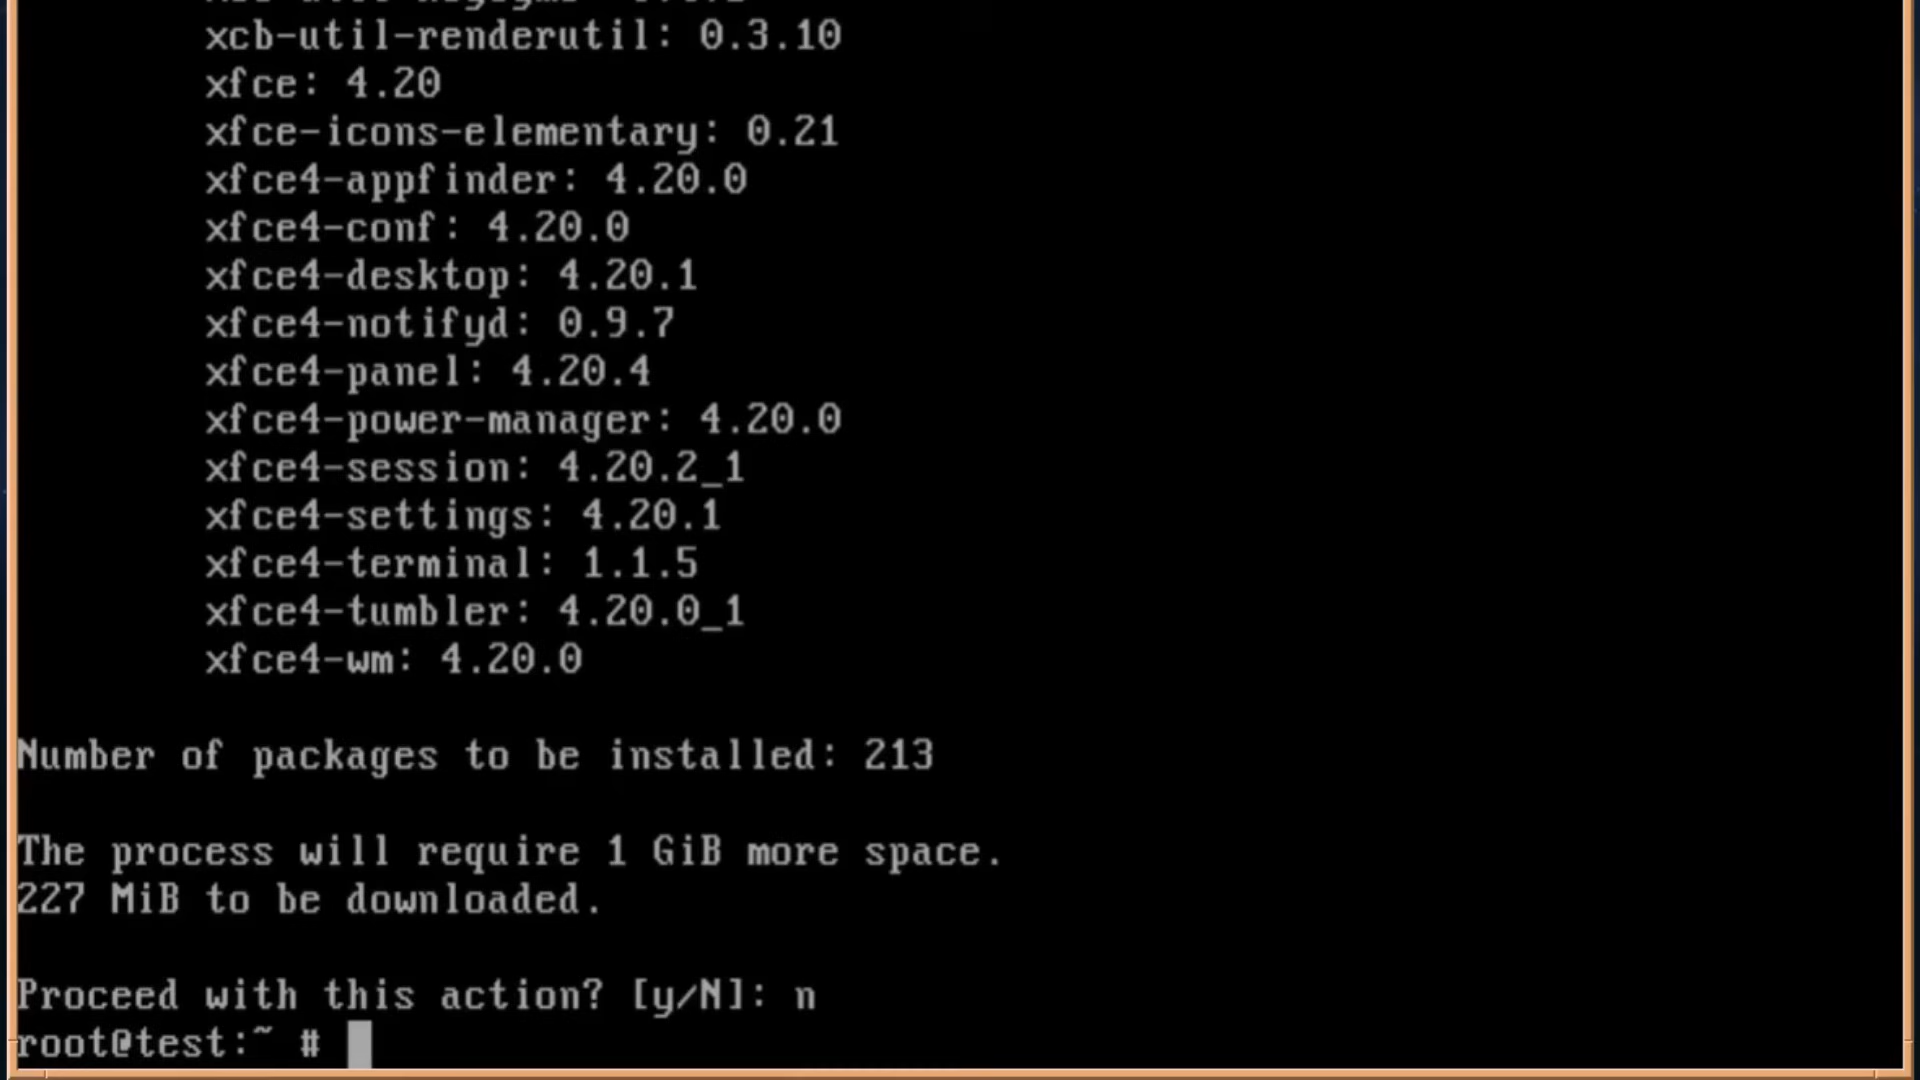 xcb-util-renderutil: 0.3.10
xfce: 4.20
xfce-icons-elementary: 0.21
xfce4-appfinder: 4.20.0
xfce4-conf: 4.20.0
xfce4-desktop: 4.20.1
xfce4-notifyd: 0.9.7
xfce4-panel: 4.20.4
xfce4-power-manager: 4.20.0
xfce4-session: 4.20.2_1
xfce4-settings: 4.20.1
xfce4-terminal: 1.1.5
xfce4-tumbler: 4.20.0_1
xfce4-wm: 4.20.0
Number of packages to be installed: 213
The process will require 1 GiB more space.
227 MiB to be downloaded.
Proceed with this action? [y/N]: n
root@test:~ #